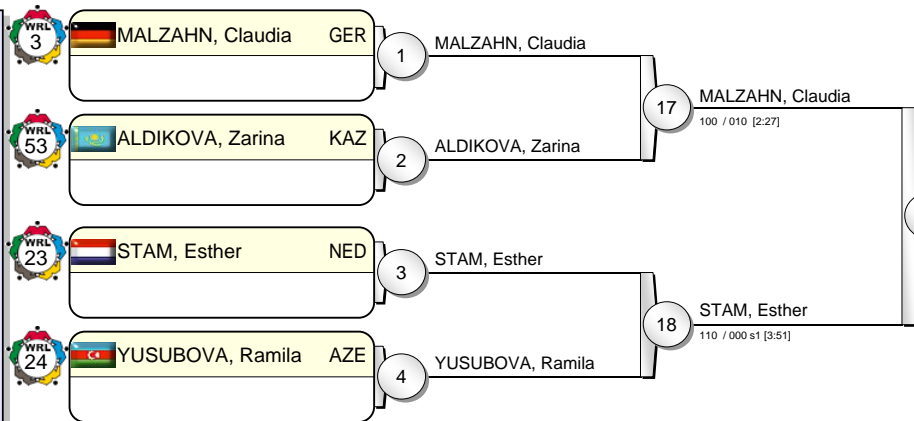 WRL
3
MALZAHN, Claudia GER
1
MALZAHN, Claudia
17
MALZAHN, Claudia
100 / 010 [2:27]
WRL
53
ALDIKOVA, Zarina KAZ
2
ALDIKOVA, Zarina
WRL
23
STAM, Esther NED
3
STAM, Esther
18
STAM, Esther
110 / 000 s1 [3:51]
WRL
24
YUSUBOVA, Ramila AZE
4
YUSUBOVA, Ramila